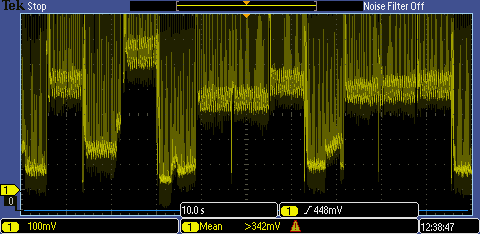 Tek Stop Noise Filter Off
1
0
10.0 s 1 448mV
1 100mV 1 Mean >342mV 12:38:47